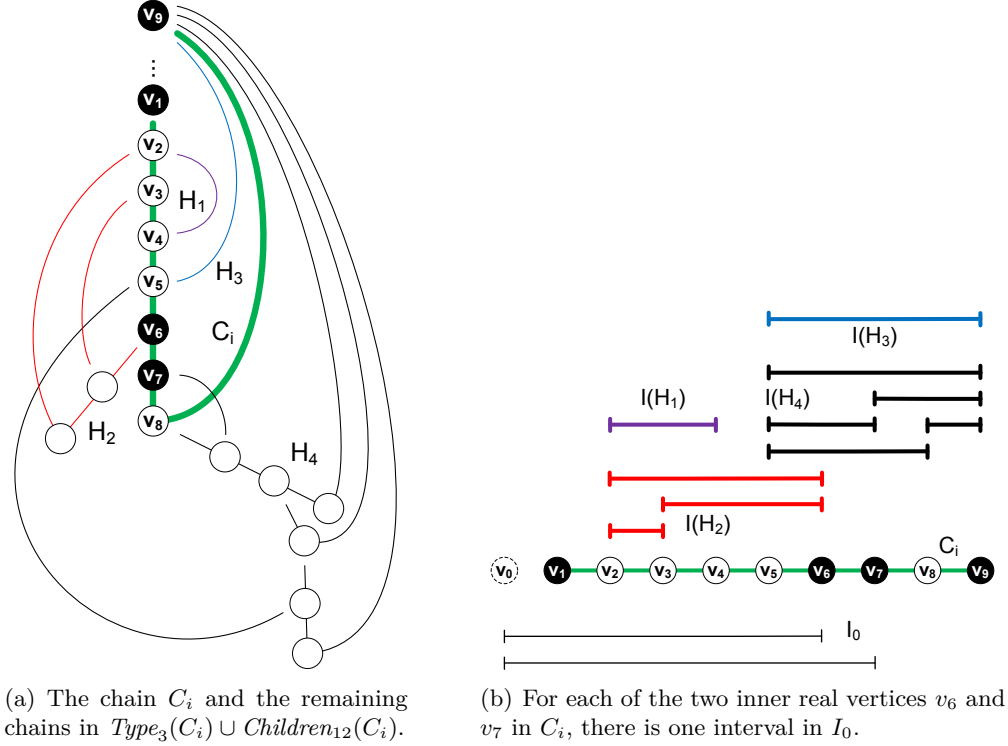 v₉
⋮
v₁
v₂
v₃
H₁
v₄
v₅
H₃
v₆
Cᵢ
v₇
v₈
H₂
H₄
I(H₃)
I(H₁)
I(H₄)
I(H₂)
Cᵢ
v₀ v₁ v₂ v₃ v₄ v₅ v₆ v₇ v₈ v₉
I₀
(a) The chain Cᵢ and the remaining
chains in Type₃(Cᵢ) ∪ Children₁₂(Cᵢ).
(b) For each of the two inner real vertices v₆ and
v₇ in Cᵢ, there is one interval in I₀.